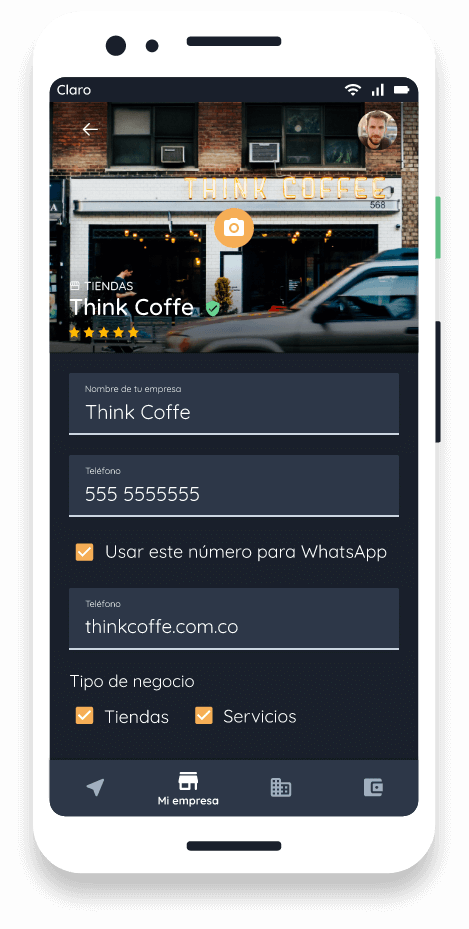 Claro
THINK COFFEE
568
TIENDAS
Think Coffe
Nombre de tu empresa
Think Coffe
Teléfono
555 5555555
Usar este número para WhatsApp
Teléfono
thinkcoffe.com.co
Tipo de negocio
Tiendas Servicios
Mi empresa